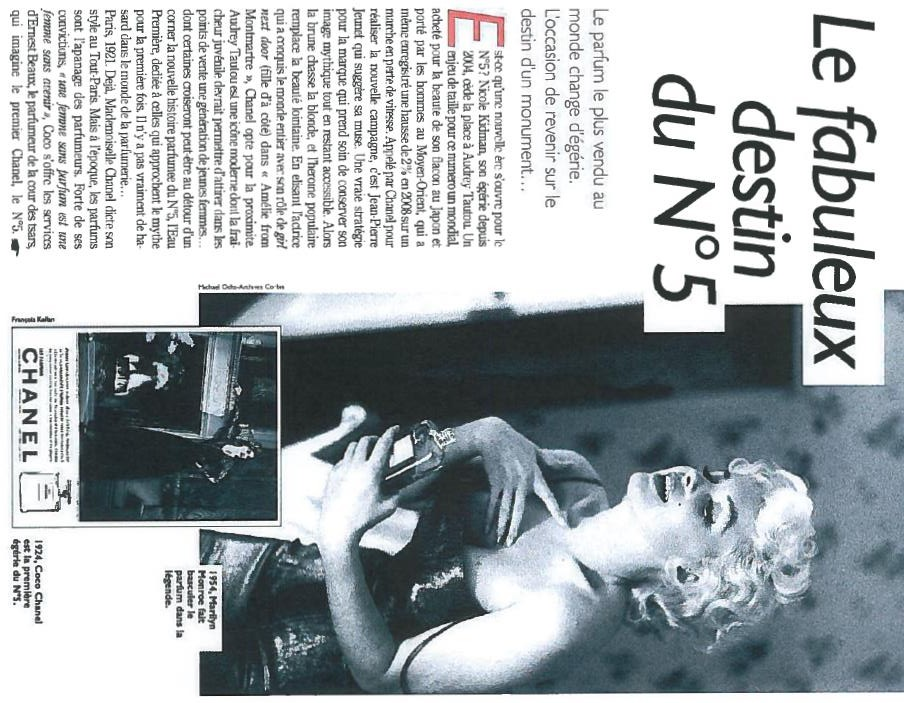 Le fabuleux
destin
du N°5
Le parfum le plus vendu au
monde change d'égérie.
L'occasion de revenir sur le
destin d'un monument...
Est-ce qu'une nouvelle ère s'ouvre pour le
N°5? Nicole Kidman, son égérie depuis
2004, cède la place à Audrey Tautou. Un
enjeu de taille pour ce numéro un mondial,
acheté pour la beauté de son flacon au Japon et
porté par les hommes au Moyen-Orient, qui a
même enregistré une hausse de 2% en 2008 sur un
marché en perte de vitesse. Appelé par Chanel pour
réaliser la nouvelle campagne, c'est Jean-Pierre
Jeunet qui suggère sa muse. Une vraie stratégie
pour la marque qui prend soin de conserver son
image mythique tout en restant accessible. Alors
la brune chasse la blonde, et l'héroïne populaire
remplace la beauté lointaine. En élisant l'actrice
qui a conquis le monde entier avec son rôle de girl
next door (fille d'à côté) dans « Amélie from
Montmartre », Chanel opte pour la proximité.
Audrey Tautou est une icône moderne dont la fraî-
cheur juvénile devrait permettre d'attirer dans les
points de vente une génération de jeunes femmes...
dont certaines croiseront peut-être au détour d'un
corner la nouvelle histoire parfumée du N°5, l'Eau
Première, dédiée à celles qui approchent le mythe
pour la première fois. Il n'y a pas vraiment de ha-
sard dans le monde de la parfumerie...
Paris, 1921. Déjà, Mademoiselle Chanel dicte son
style au Tout-Paris. Mais à l'époque, les parfums
sont l'apanage des parfumeurs. Forte de ses
convictions, « une femme sans parfum est une
femme sans avenir », Coco s'offre les services
d'Ernest Beaux, le parfumeur de la cour des tsars,
qui imagine le premier Chanel, le N°5.
Michael Ochs-Archives Corbis
François Kollar
CHANEL
1954, Marilyn
Monroe fait
basculer le
parfum dans la
légende.
1924, Coco Chanel
est la première
égérie du N°5.